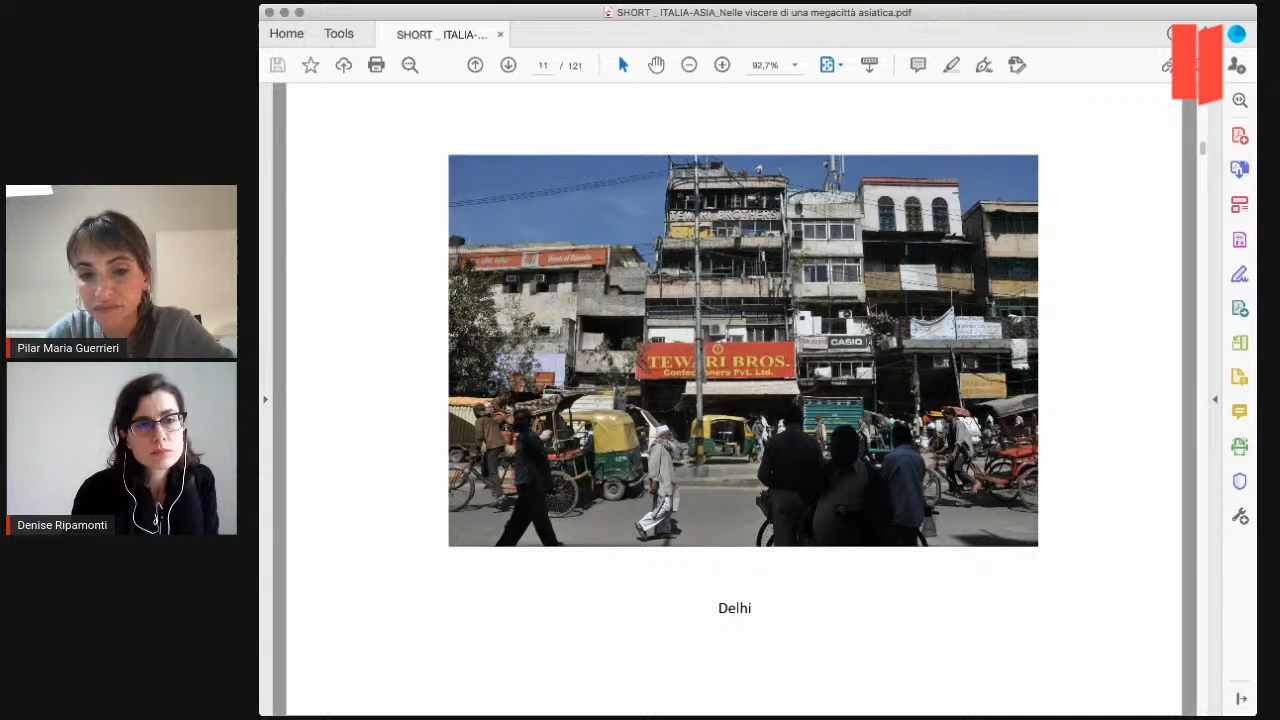 SHORT _ ITALIA-ASIA_Nelle viscere di una megacittà asiatica.pdf
Home
Tools
SHORT _ ITALIA-...
11 / 121
92,7%
TEWARI BROTHERS
Bank of Baroda
CASIO
TEWARI BROS.
Confectioners Pvt. Ltd.
Pilar Maria Guerrieri
Denise Ripamonti
Delhi